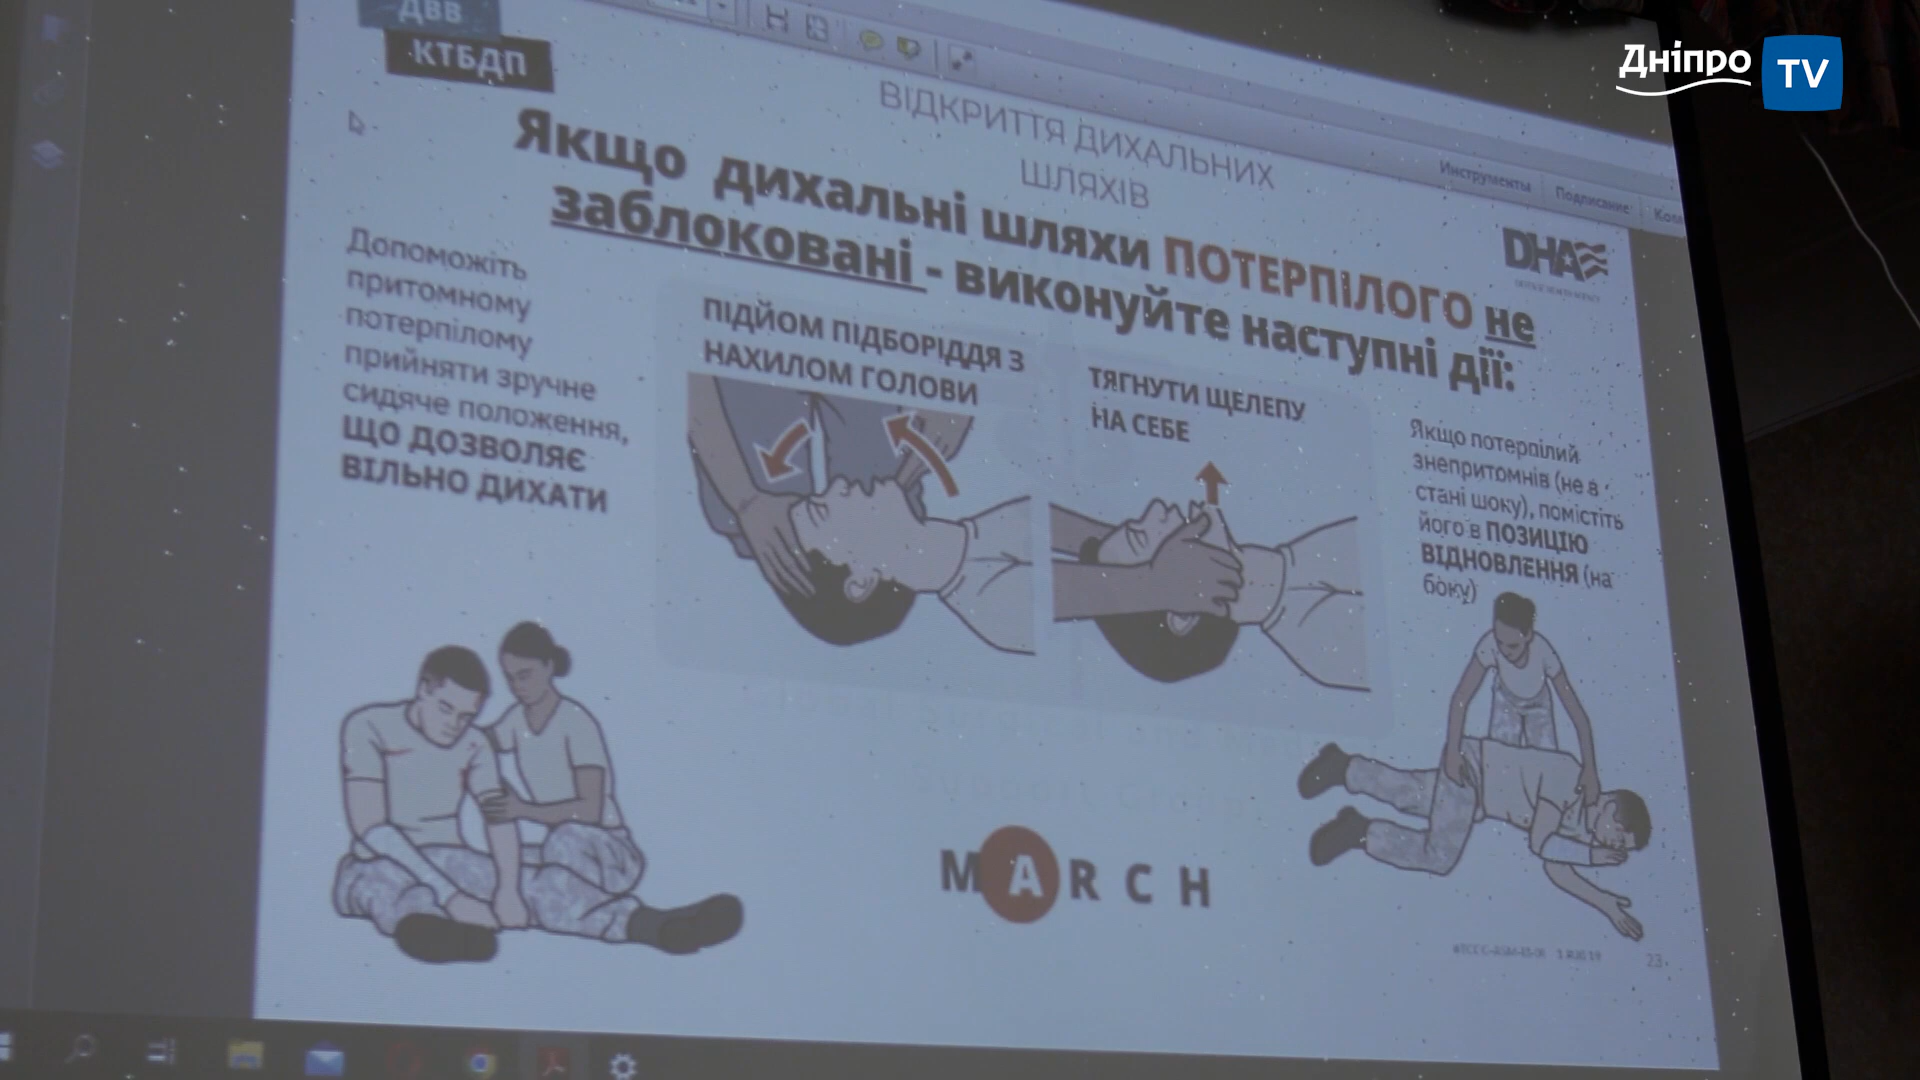 Дніпро TV
ДВВ
КТБДП
ВІДКРИТТЯ ДИХАЛЬНИХ
ШЛЯХІВ
Инструменты
Подписание
Якщо дихальні шляхи ПОТЕРПІЛОГО не
заблоковані - виконуйте наступні дії:
DHA
Допоможіть
притомному
потерпілому
прийняти зручне
сидяче положення,
ЩО ДОЗВОЛЯЄ
ВІЛЬНО ДИХАТИ
ПІДЙОМ ПІДБОРІДДЯ З
НАХИЛОМ ГОЛОВИ
ТЯГНУТИ ЩЕЛЕПУ
НА СЕБЕ
Якщо потерпілий
знепритомнів (не в
стані шоку), помістіть
його в ПОЗИЦІЮ
ВІДНОВЛЕННЯ (на
боку)
MARCH
23